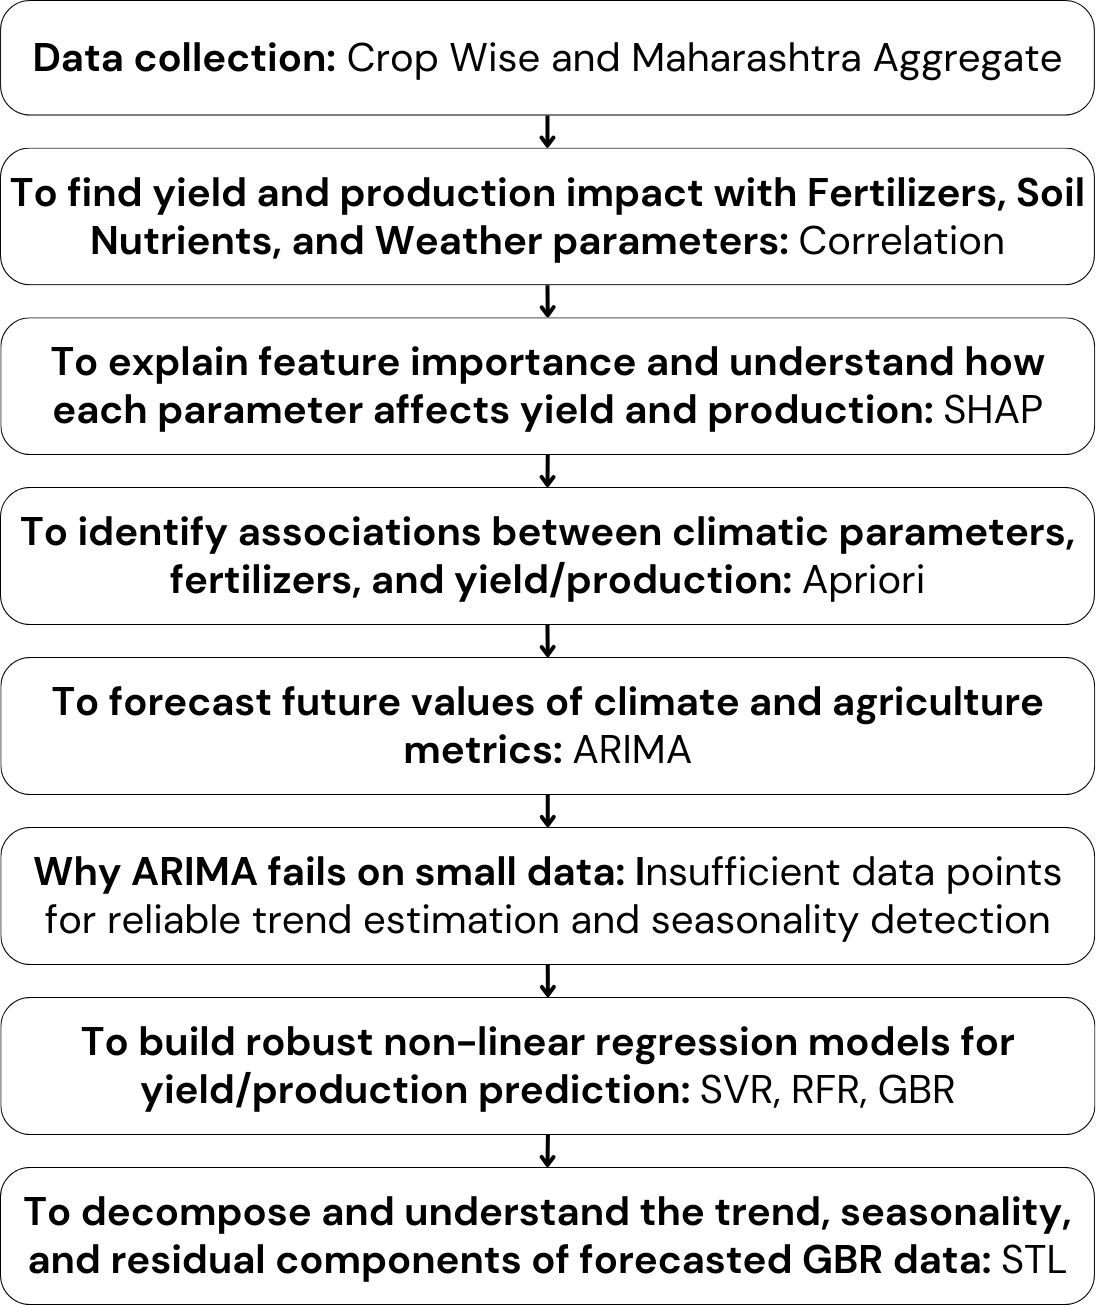 Data collection: Crop Wise and Maharashtra Aggregate
To find yield and production impact with Fertilizers, Soil
Nutrients, and Weather parameters: Correlation
To explain feature importance and understand how
each parameter affects yield and production: SHAP
To identify associations between climatic parameters,
fertilizers, and yield/production: Apriori
To forecast future values of climate and agriculture
metrics: ARIMA
Why ARIMA fails on small data: Insufficient data points
for reliable trend estimation and seasonality detection
To build robust non-linear regression models for
yield/production prediction: SVR, RFR, GBR
To decompose and understand the trend, seasonality,
and residual components of forecasted GBR data: STL